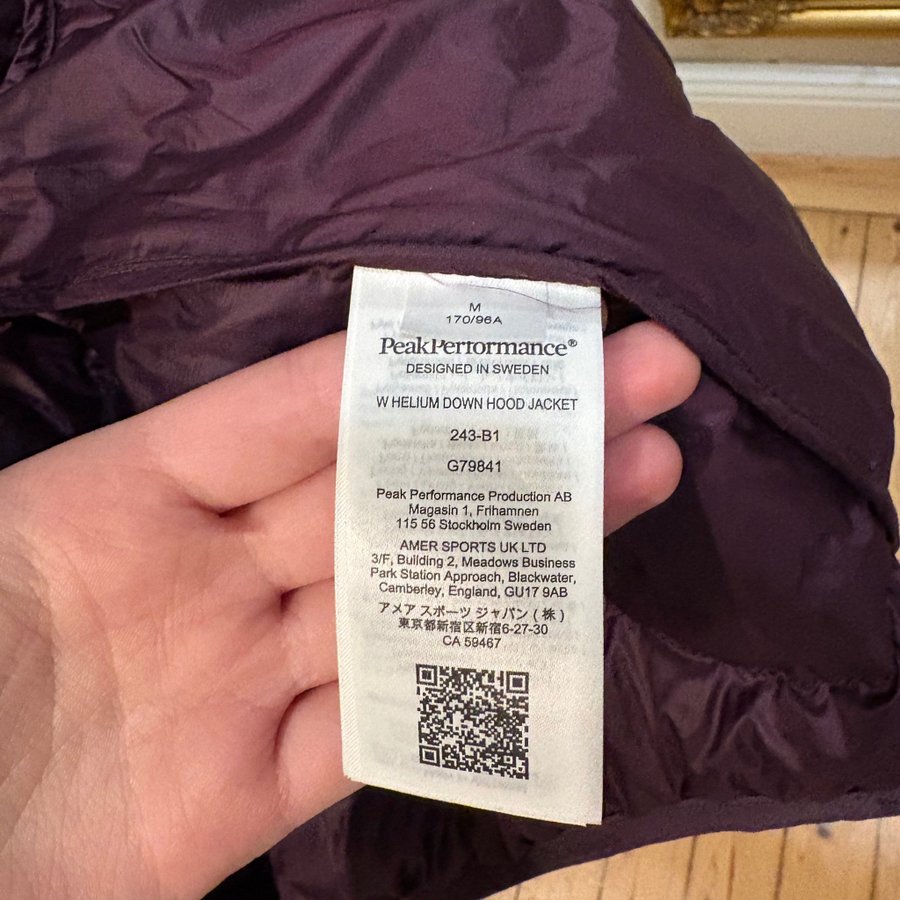 M
170/96A
PeakPerformance®
DESIGNED IN SWEDEN
W HELIUM DOWN HOOD JACKET
243-B1
G79841
Peak Performance Production AB
Magasin 1, Frihamnen
115 56 Stockholm Sweden
AMER SPORTS UK LTD
3/F, Building 2, Meadows Business
Park Station Approach, Blackwater,
Camberley, England, GU17 9AB
アメア スポーツ ジャパン ( 株 )
東京都新宿区新宿6-27-30
CA 59467